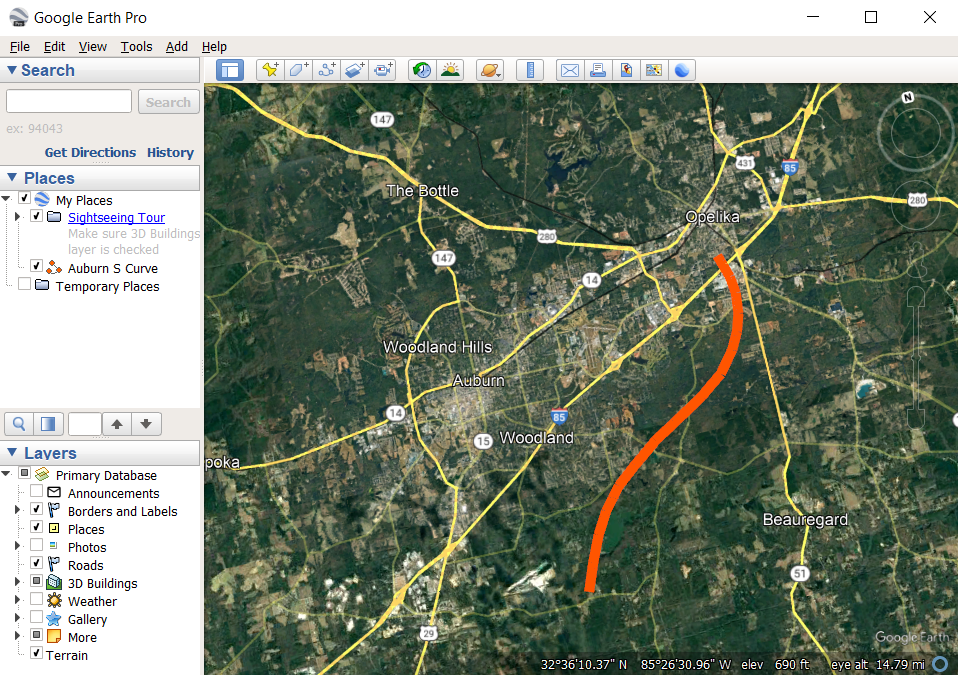 Google Earth Pro
File Edit View Tools Add Help
Search
Search
ex: 94043
Get Directions History
Places
My Places
Sightseeing Tour
Make sure 3D Buildings
layer is checked
Auburn S Curve
Temporary Places
Layers
Primary Database
Announcements
Borders and Labels
Places
Photos
Roads
3D Buildings
Weather
Gallery
More
Terrain
N
147
431
85
The Bottle
280
Opelika
280
147
14
Woodland Hills
Auburn
14
85
15
Woodland
poka
Beauregard
51
29
Google Earth
32°36'10.37" N 85°26'30.96" W elev 690 ft eye alt 14.79 mi